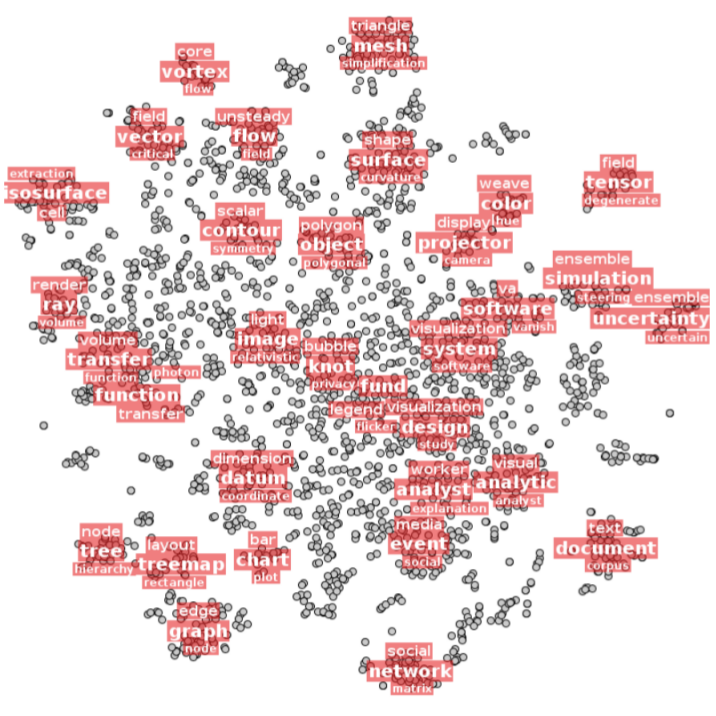 triangle
mesh
simplification
core
vortex
flow
field
vector
critical
unsteady
flow
field
shape
surface
curvature
extraction
isosurface
cell
field
tensor
degenerate
weave
color
hue
scalar
contour
symmetry
polygon
object
polygonal
display
projector
camera
ensemble
simulation
steering
ensemble
uncertainty
uncertain
render
ray
volume
va
software
vanish
light
image
relativistic
visualization
system
software
volume
transfer
function
photon
function
transfer
bubble
knot
privacy
fund
legend
flicker
visualization
design
study
dimension
datum
coordinate
worker
analyst
explanation
visual
analytic
analyst
media
event
social
text
document
corpus
node
tree
hierarchy
layout
treemap
rectangle
bar
chart
plot
edge
graph
node
social
network
matrix